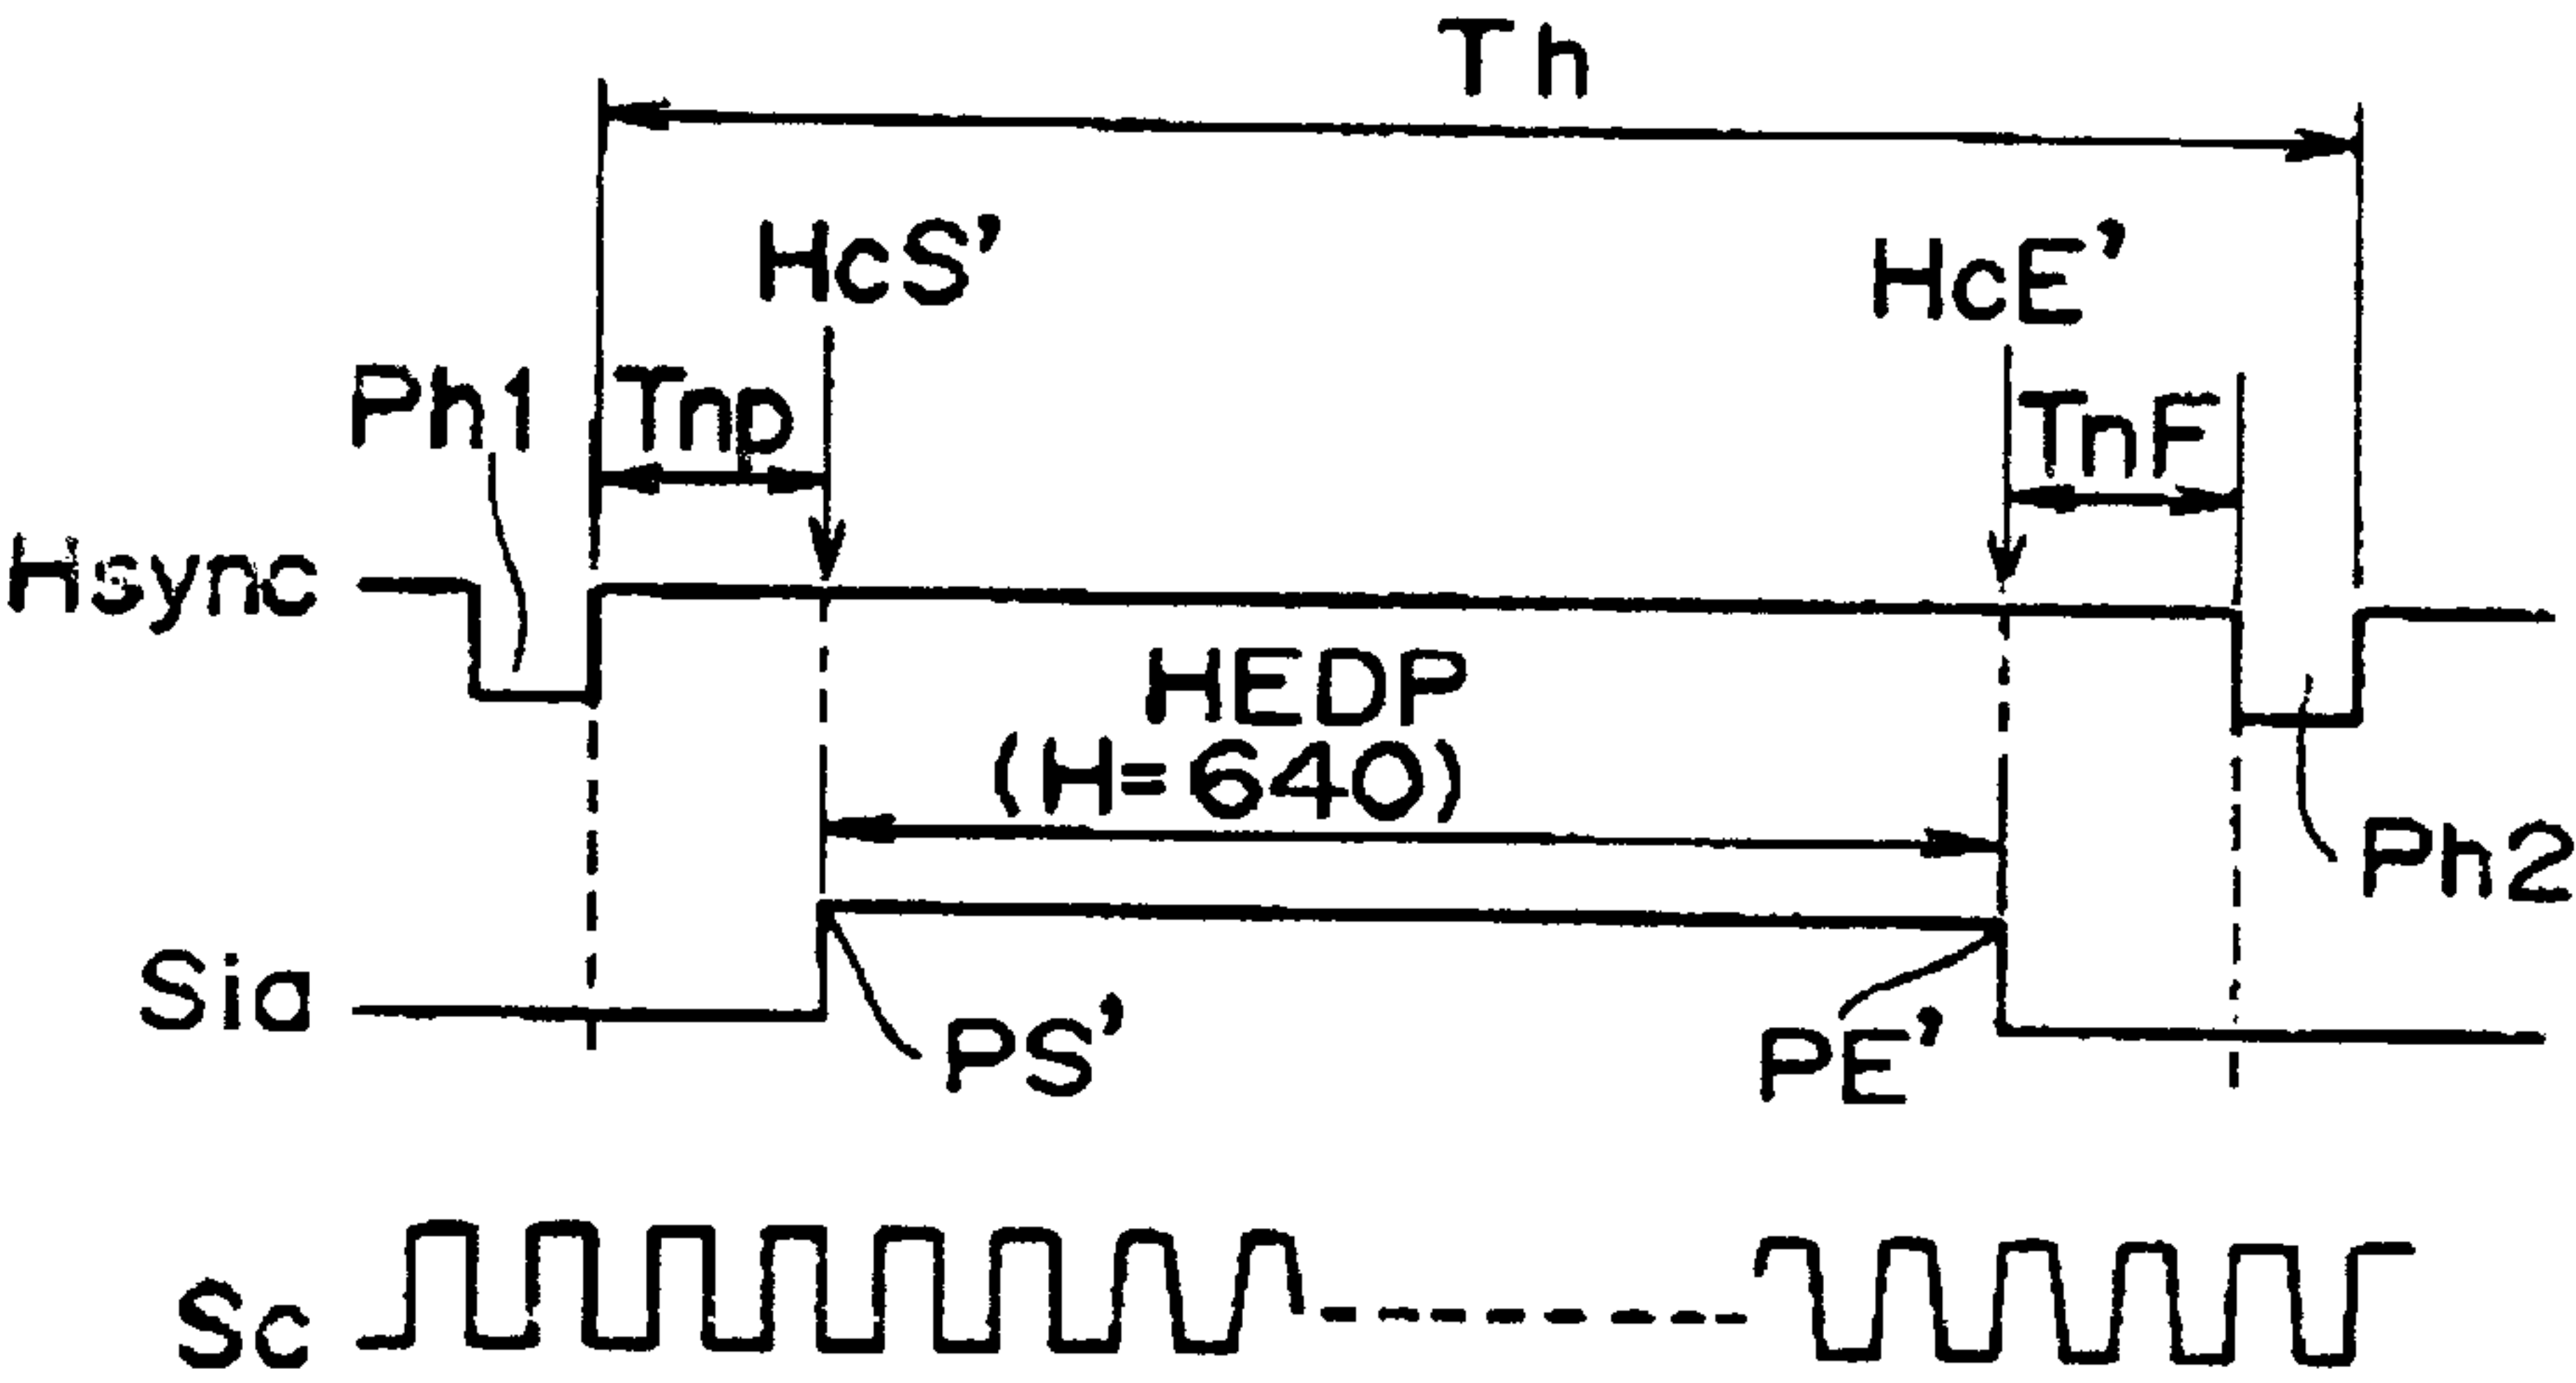 Th
HcS'
HcE'
Ph1
Tnp
TnF
Hsync
HEDP
(H=640)
Ph2
Sia
PS'
PE'
Sc